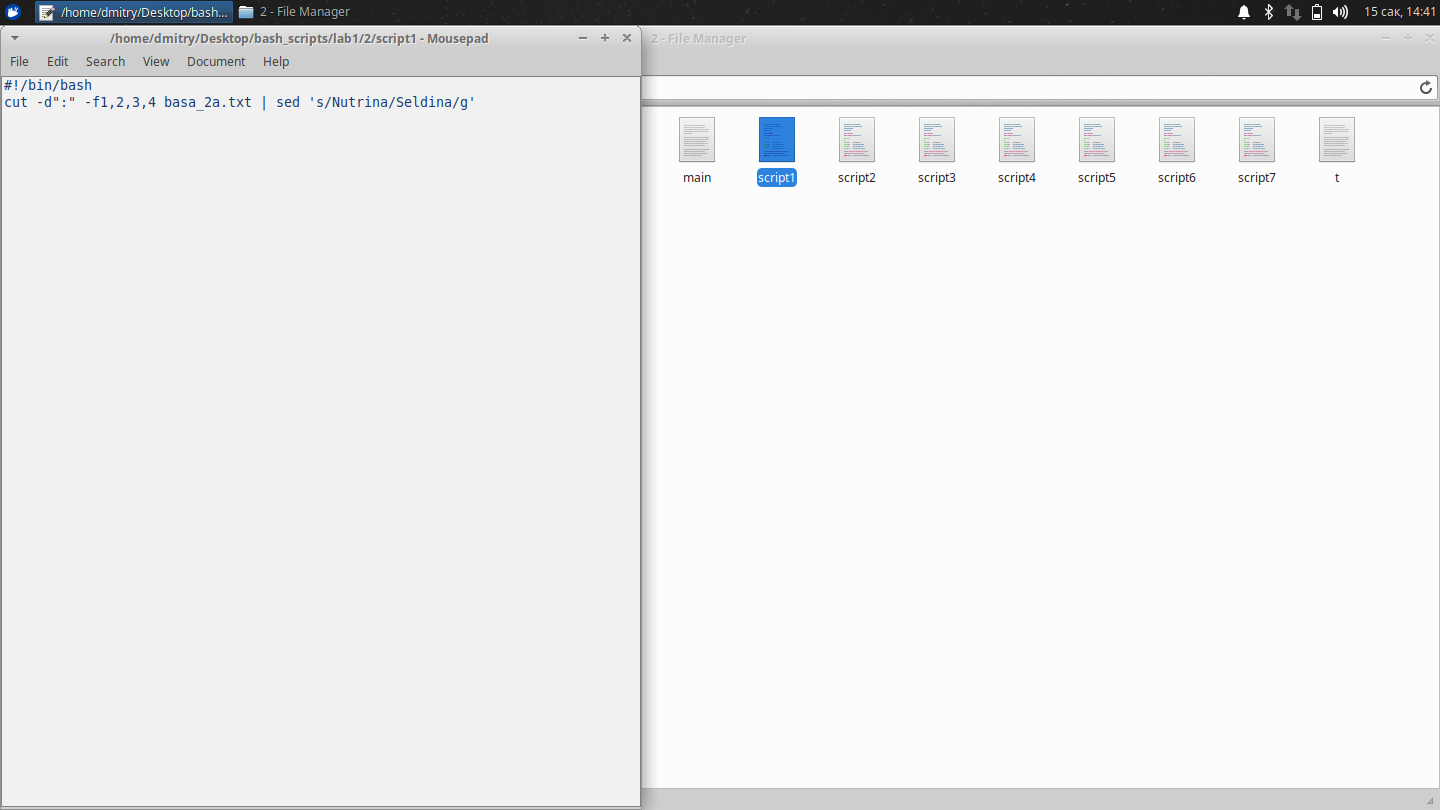 /home/dmitry/Desktop/bash...
2 - File Manager
15 сак, 14:41
/home/dmitry/Desktop/bash_scripts/lab1/2/script1 - Mousepad
2 - File Manager
File Edit Search View Document Help
#!/bin/bash
cut -d":" -f1,2,3,4 basa_2a.txt | sed 's/Nutrina/Seldina/g'
main script1 script2 script3 script4 script5 script6 script7 t